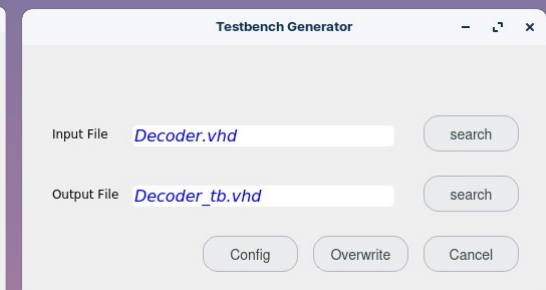 Testbench Generator
Input File Decoder.vhd search
Output File Decoder_tb.vhd search
Config Overwrite Cancel